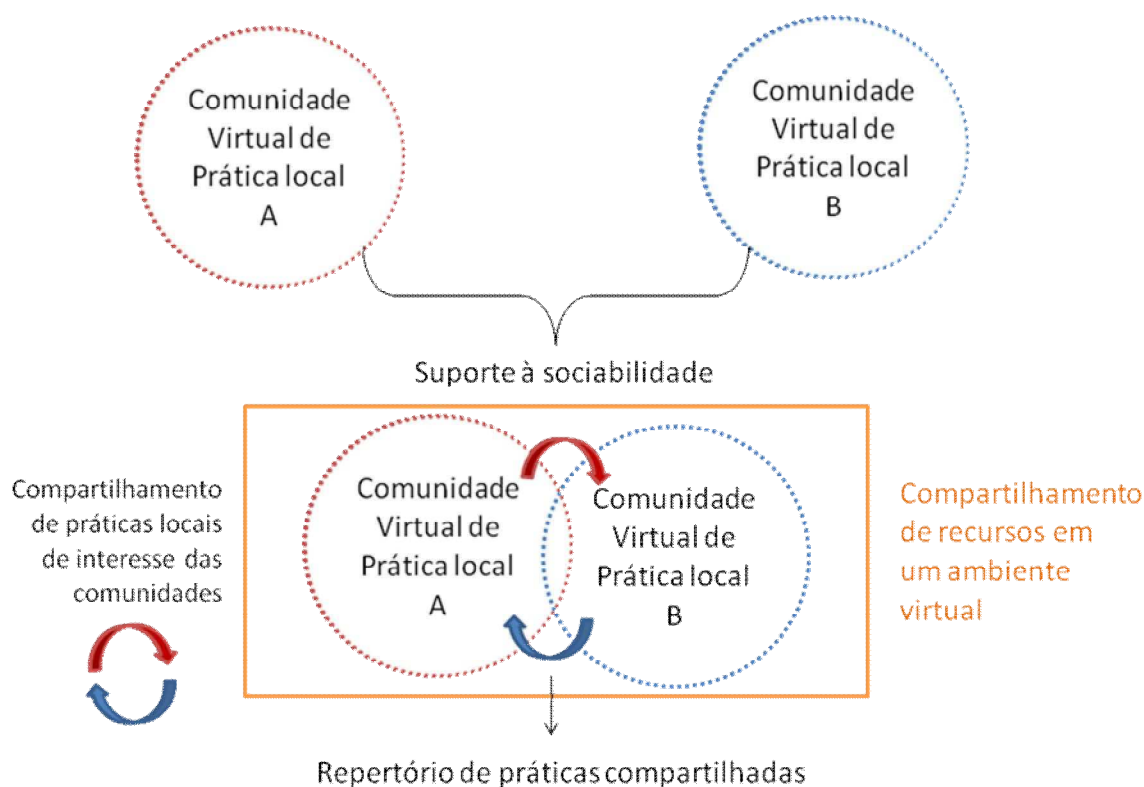 Comunidade
Virtual de
Prática local
A
Comunidade
Virtual de
Prática local
B
Suporte à sociabilidade
Compartilhamento
de práticas locais
de interesse das
comunidades
Comunidade
Virtual de
Prática local
A
Comunidade
Virtual de
Prática local
B
Compartilhamento
de recursos em
um ambiente
virtual
Repertório de práticas compartilhadas